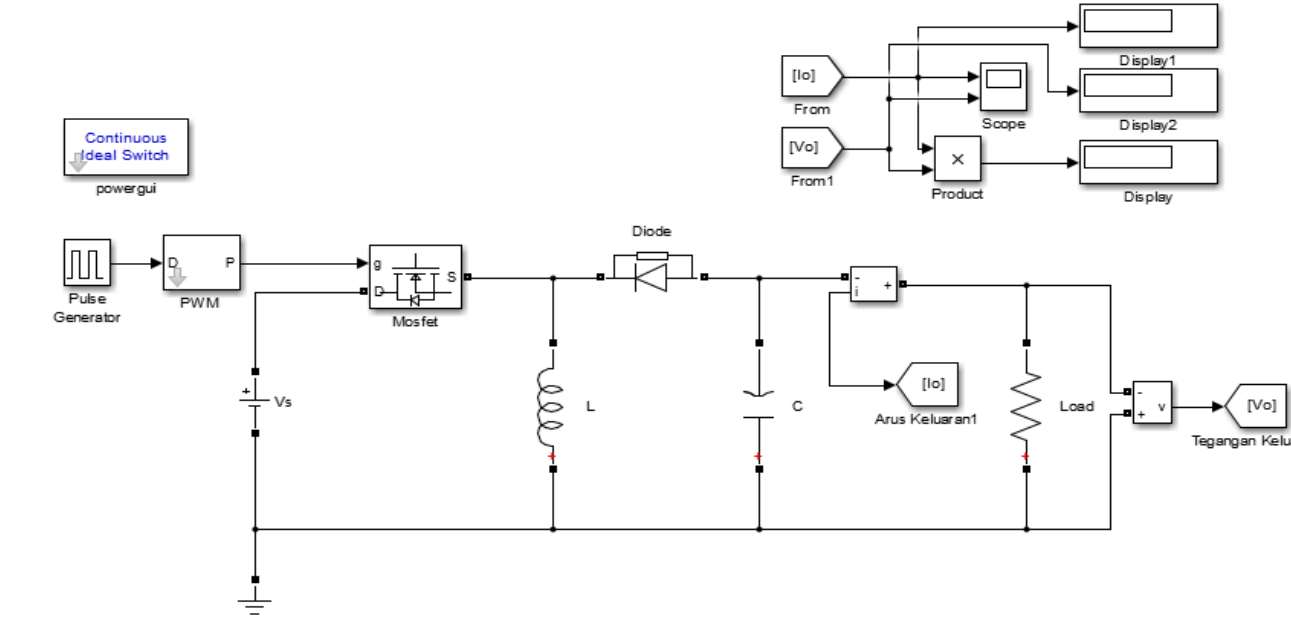 [Io]
From
[Vo]
From1
Scope
×
Product
Display1
Display2
Display
Continuous
Ideal Switch
powergui
Pulse
Generator
D P
PWM
g
D
S
Mosfet
Diode
+
Vs
L
+
C
+
-
i
+
[Io]
Arus Keluaran1
Load
+
-
+
v
[Vo]
Tegangan Kelu